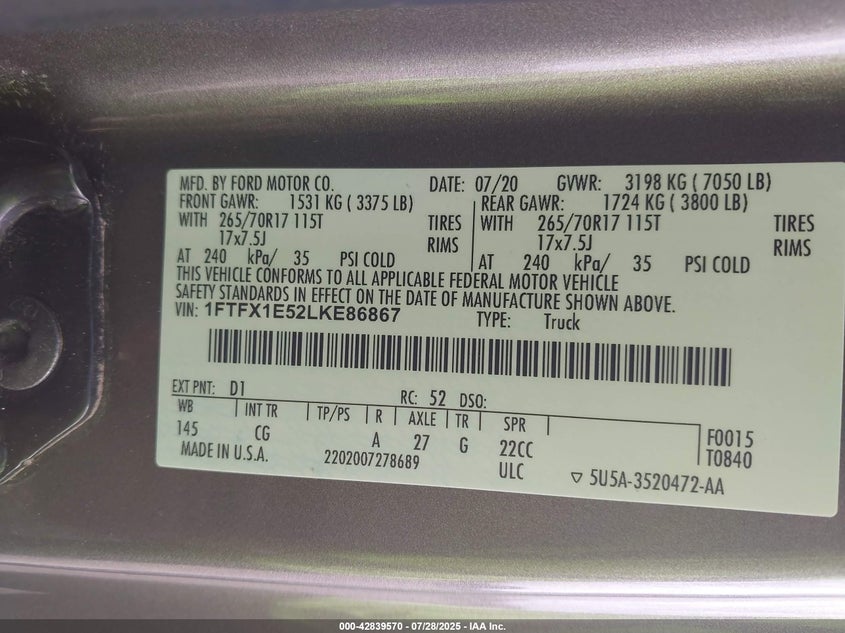 MFD. BY FORD MOTOR CO. DATE: 07/20 GVWR: 3198 KG ( 7050 LB)
FRONT GAWR: 1531 KG ( 3375 LB) REAR GAWR: 1724 KG ( 3800 LB)
WITH 265/70R17 115T TIRES WITH 265/70R17 115T TIRES
17x7.5J RIMS 17x7.5J RIMS
AT 240 kPa/ 35 PSI COLD AT 240 kPa/ 35 PSI COLD
THIS VEHICLE CONFORMS TO ALL APPLICABLE FEDERAL MOTOR VEHICLE
SAFETY STANDARDS IN EFFECT ON THE DATE OF MANUFACTURE SHOWN ABOVE.
VIN: 1FTFX1E52LKE86867 TYPE: Truck
EXT PNT: D1 RC: 52 DSO:
WB INT TR TP/PS R AXLE TR SPR
145 CG A 27 G 22CC F0015
MADE IN U.S.A. 2202007278689 ULC T0840
▽ 5U5A-3520472-AA
000-42839570 - 07/28/2025 - IAA Inc.